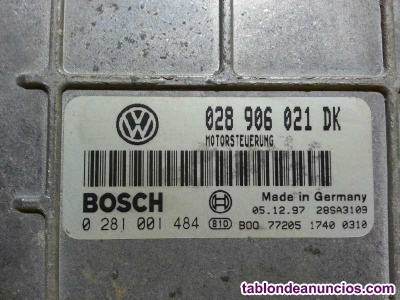 028 906 021 DK
MOTORSTEUERUNG
BOSCH
Made in Germany
05.12.97 28SA3109
0 281 001 484 810 B00 77205 1740 0310
tablondeanuncios.com